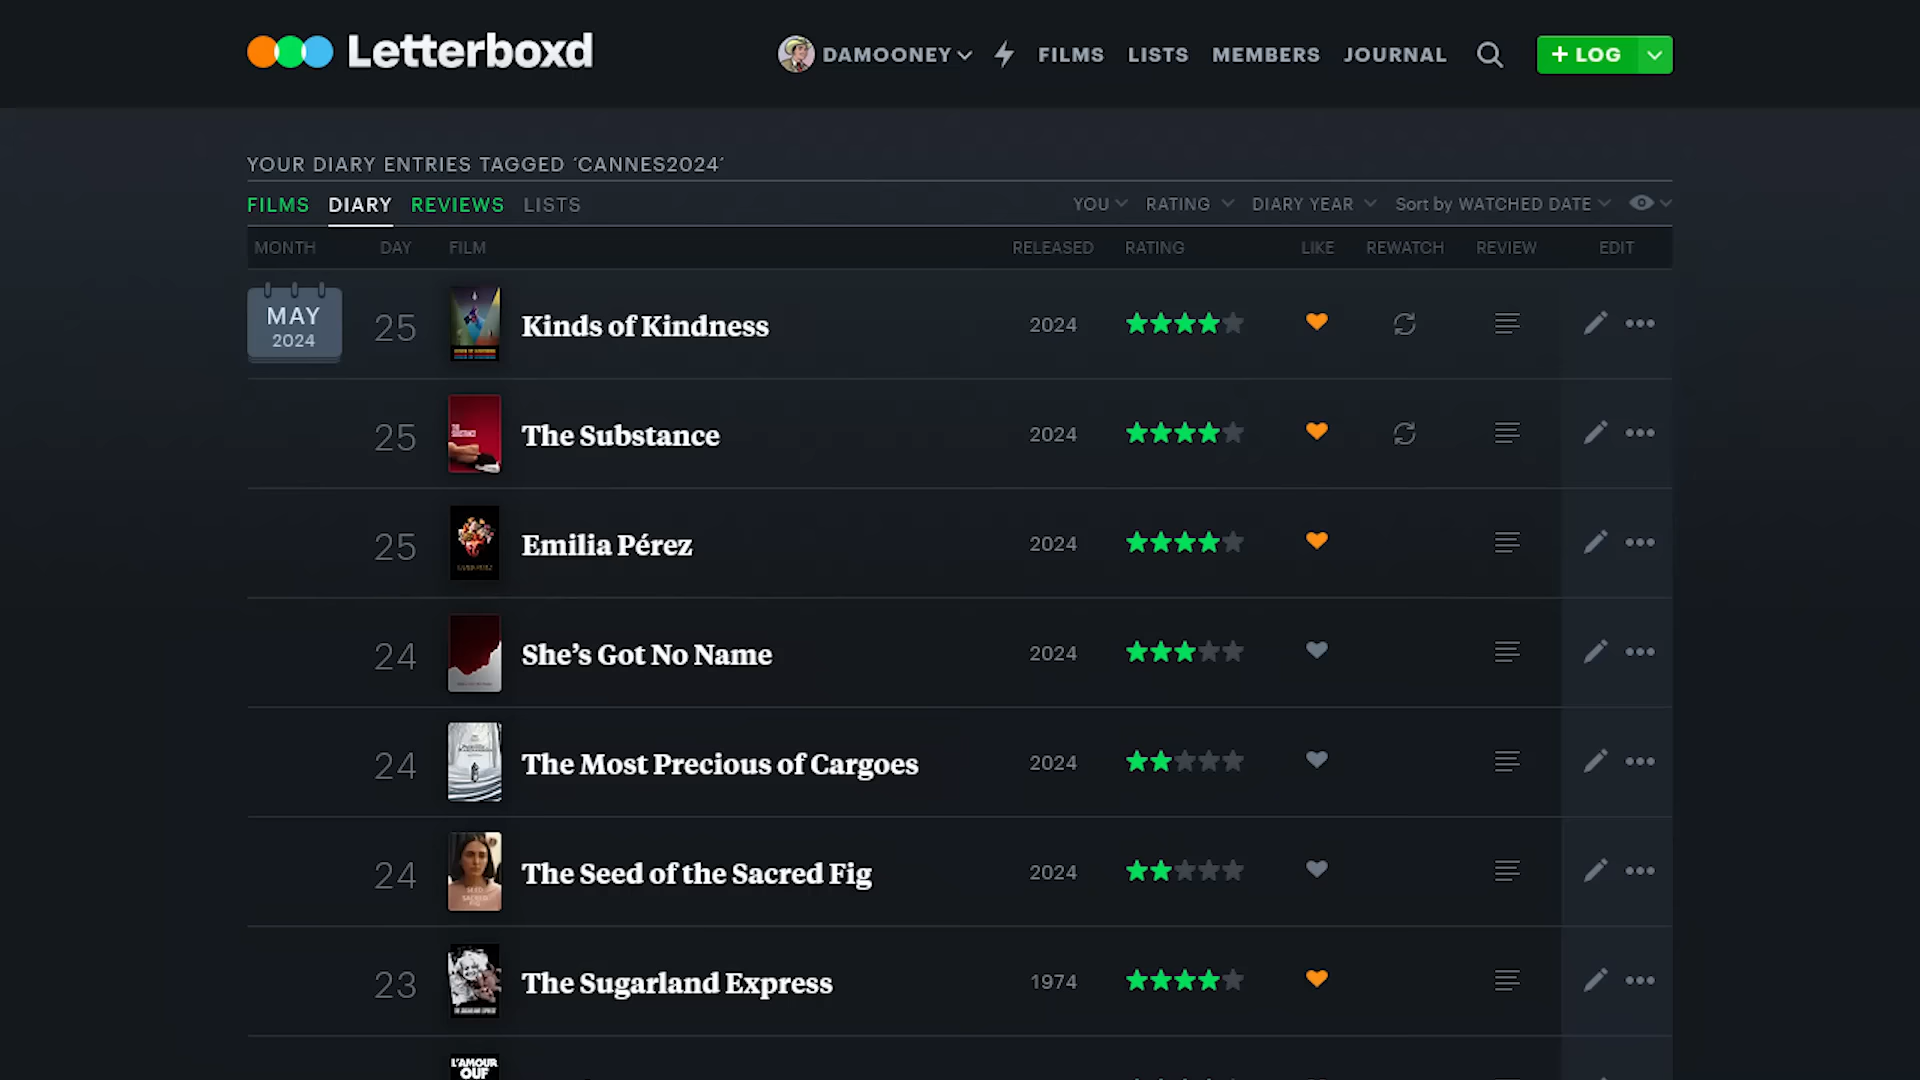 Letterboxd
DAMOONEY FILMS LISTS MEMBERS JOURNAL + LOG
YOUR DIARY ENTRIES TAGGED ‘CANNES2024’
FILMS DIARY REVIEWS LISTS YOU RATING DIARY YEAR Sort by WATCHED DATE
MONTH DAY FILM RELEASED RATING LIKE REWATCH REVIEW EDIT
MAY
2024
25 Kinds of Kindness 2024
25 The Substance 2024
25 Emilia Pérez 2024
24 She’s Got No Name 2024
24 The Most Precious of Cargoes 2024
24 The Seed of the Sacred Fig 2024
23 The Sugarland Express 1974
L'AMOUR
OUF